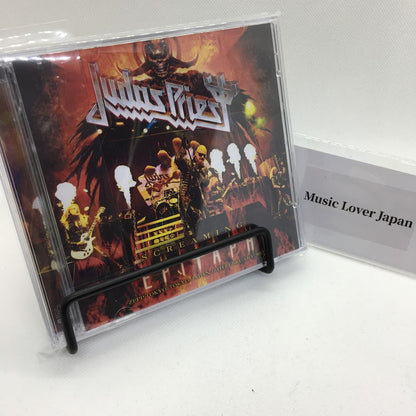 Judas Priest
SCREAMING
EPITAPH
Music Lover Japan